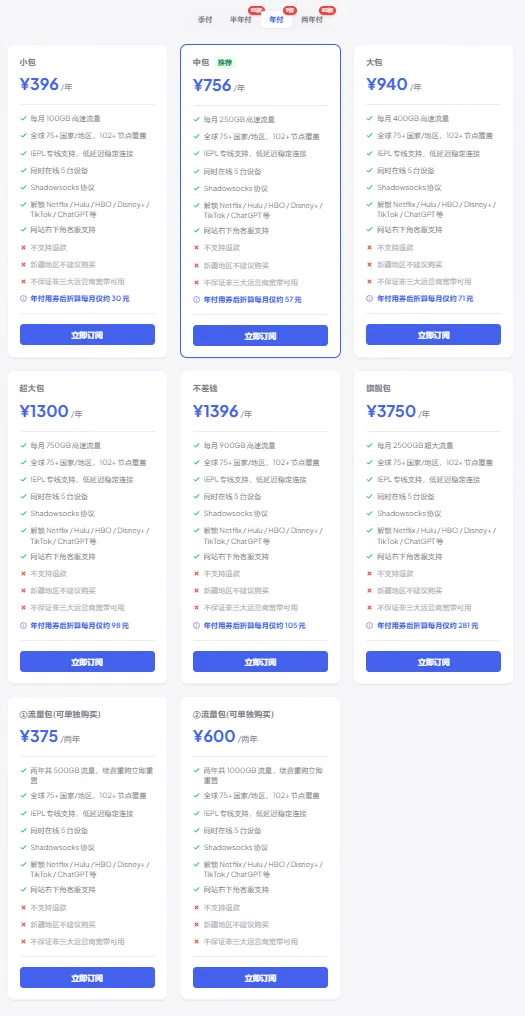 季付 半年付 年付 两年付
95折 9折 85折
小包
¥396 /年
每月 100GB 高速流量
全球 75+ 国家/地区，102+ 节点覆盖
IEPL 专线支持，低延迟稳定连接
同时在线 5 台设备
Shadowsocks 协议
解锁 Netflix / Hulu / HBO / Disney+ /
TikTok / ChatGPT 等
网站右下角客服支持
不支持退款
新疆地区不建议购买
不保证非三大运营商宽带可用
年付用券后折算每月仅约 30 元
立即订阅
中包 推荐
¥756 /年
每月 250GB 高速流量
全球 75+ 国家/地区，102+ 节点覆盖
IEPL 专线支持，低延迟稳定连接
同时在线 5 台设备
Shadowsocks 协议
解锁 Netflix / Hulu / HBO / Disney+ /
TikTok / ChatGPT 等
网站右下角客服支持
不支持退款
新疆地区不建议购买
不保证非三大运营商宽带可用
年付用券后折算每月仅约 57 元
立即订阅
大包
¥940 /年
每月 400GB 高速流量
全球 75+ 国家/地区，102+ 节点覆盖
IEPL 专线支持，低延迟稳定连接
同时在线 5 台设备
Shadowsocks 协议
解锁 Netflix / Hulu / HBO / Disney+ /
TikTok / ChatGPT 等
网站右下角客服支持
不支持退款
新疆地区不建议购买
不保证非三大运营商宽带可用
年付用券后折算每月仅约 71 元
立即订阅
超大包
¥1300 /年
每月 750GB 高速流量
全球 75+ 国家/地区，102+ 节点覆盖
IEPL 专线支持，低延迟稳定连接
同时在线 5 台设备
Shadowsocks 协议
解锁 Netflix / Hulu / HBO / Disney+ /
TikTok / ChatGPT 等
网站右下角客服支持
不支持退款
新疆地区不建议购买
不保证非三大运营商宽带可用
年付用券后折算每月仅约 98 元
立即订阅
不差钱
¥1396 /年
每月 900GB 高速流量
全球 75+ 国家/地区，102+ 节点覆盖
IEPL 专线支持，低延迟稳定连接
同时在线 5 台设备
Shadowsocks 协议
解锁 Netflix / Hulu / HBO / Disney+ /
TikTok / ChatGPT 等
网站右下角客服支持
不支持退款
新疆地区不建议购买
不保证非三大运营商宽带可用
年付用券后折算每月仅约 105 元
立即订阅
旗舰包
¥3750 /年
每月 2500GB 超大流量
全球 75+ 国家/地区，102+ 节点覆盖
IEPL 专线支持，低延迟稳定连接
同时在线 5 台设备
Shadowsocks 协议
解锁 Netflix / Hulu / HBO / Disney+ /
TikTok / ChatGPT 等
网站右下角客服支持
不支持退款
新疆地区不建议购买
不保证非三大运营商宽带可用
年付用券后折算每月仅约 281 元
立即订阅
①流量包(可单独购买)
¥375 /两年
两年共 500GB 流量，续费重购立即重
置
全球 75+ 国家/地区，102+ 节点覆盖
IEPL 专线支持，低延迟稳定连接
同时在线 5 台设备
Shadowsocks 协议
解锁 Netflix / Hulu / HBO / Disney+ /
TikTok / ChatGPT 等
网站右下角客服支持
不支持退款
新疆地区不建议购买
不保证非三大运营商宽带可用
立即订阅
②流量包(可单独购买)
¥600 /两年
两年共 1000GB 流量，续费重购立即
重置
全球 75+ 国家/地区，102+ 节点覆盖
IEPL 专线支持，低延迟稳定连接
同时在线 5 台设备
Shadowsocks 协议
解锁 Netflix / Hulu / HBO / Disney+ /
TikTok / ChatGPT 等
网站右下角客服支持
不支持退款
新疆地区不建议购买
不保证非三大运营商宽带可用
立即订阅